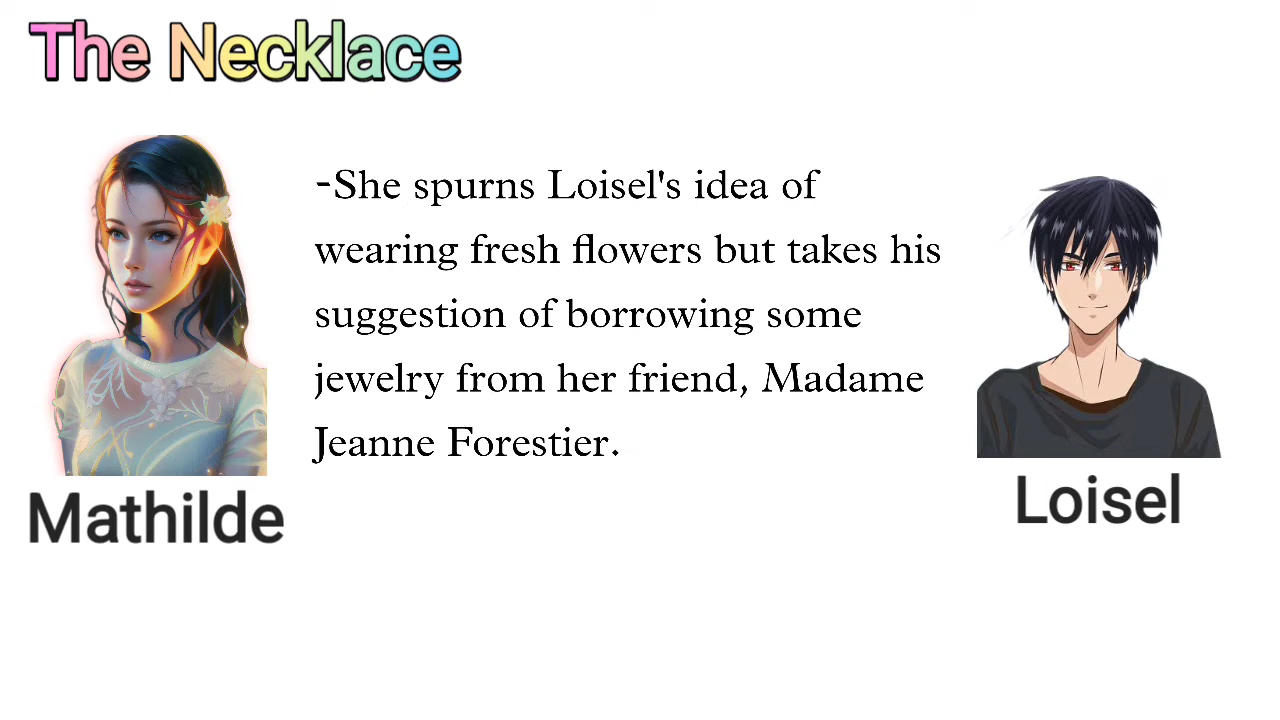 The Necklace
-She spurns Loisel's idea of
wearing fresh flowers but takes his
suggestion of borrowing some
jewelry from her friend, Madame
Jeanne Forestier.
Mathilde
Loisel